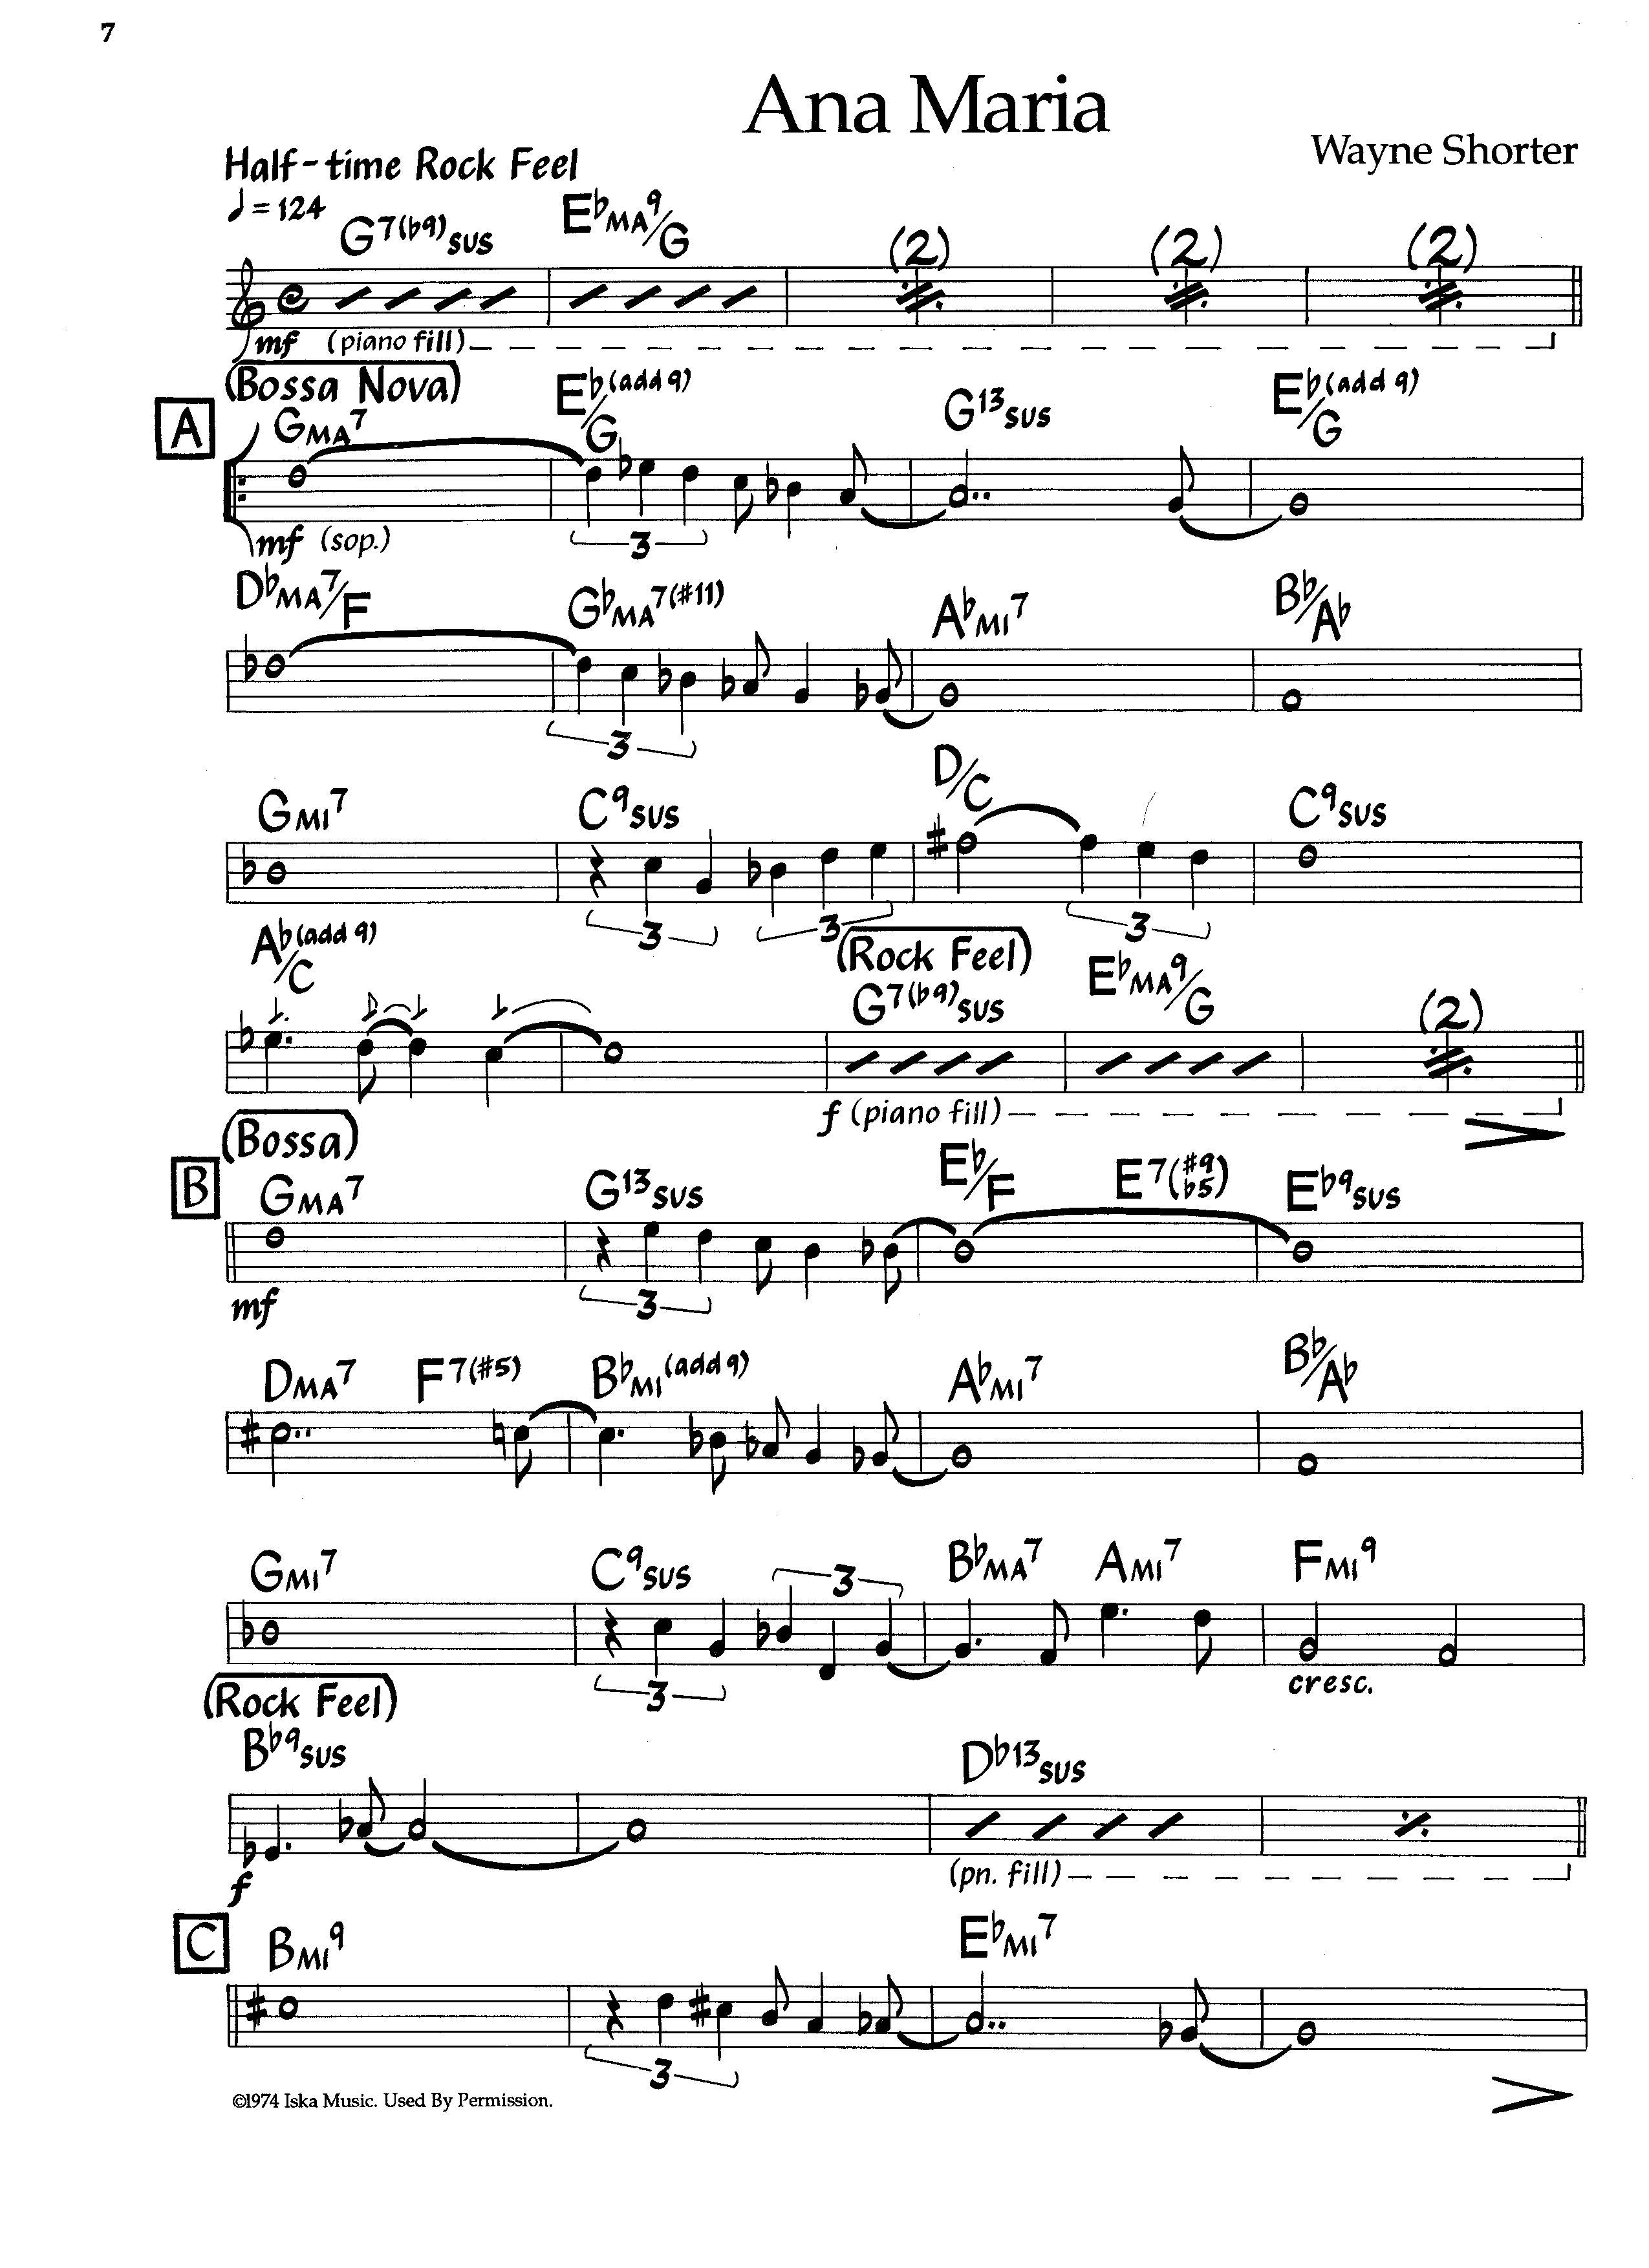 7
Ana Maria
Wayne Shorter
Half-time Rock Feel
♩ = 124
G7(♭9)sus E♭MA9/G (2) (2) (2)
mf (piano fill)
(Bossa Nova)
A
GMA7 E♭(add 9)/G G13sus E♭(add 9)/G
3
mf (sop.)
D♭MA7/F G♭MA7(#11) A♭MI7 B♭/A♭
3
GMI7 C9sus D/C C9sus
3 3 3
A♭(add 9)/C (Rock Feel) G7(♭9)sus E♭MA9/G (2)
f (piano fill)
(Bossa)
B
GMA7 G13sus E♭/F E7(#9♭5) E♭9sus
mf 3
DMA7 F7(#5) B♭MI(add 9) A♭MI7 B♭/A♭
GMI7 C9sus 3 B♭MA7 AMI7 FMI9
3 cresc.
(Rock Feel)
B♭9sus D♭13sus
f (pn. fill)
C
BMI9 E♭MI7
3
©1974 Iska Music. Used By Permission.